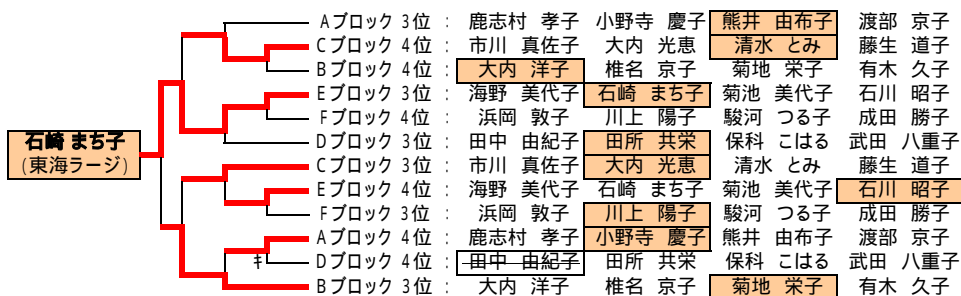 Aブロック 3位 : 鹿志村 孝子 小野寺 慶子 熊井 由布子 渡部 京子
Cブロック 4位 : 市川 真佐子 大内 光恵 清水 とみ 藤生 道子
Bブロック 4位 : 大内 洋子 椎名 京子 菊地 栄子 有木 久子
Eブロック 3位 : 海野 美代子 石崎 まち子 菊池 美代子 石川 昭子
Fブロック 4位 : 浜岡 敦子 川上 陽子 駿河 つる子 成田 勝子
Dブロック 3位 : 田中 由紀子 田所 共栄 保科 こはる 武田 八重子
石崎 まち子
(東海ラージ)
Cブロック 3位 : 市川 真佐子 大内 光恵 清水 とみ 藤生 道子
Eブロック 4位 : 海野 美代子 石崎 まち子 菊池 美代子 石川 昭子
Fブロック 3位 : 浜岡 敦子 川上 陽子 駿河 つる子 成田 勝子
Aブロック 4位 : 鹿志村 孝子 小野寺 慶子 熊井 由布子 渡部 京子
キ Dブロック 4位 : 田中 由紀子 田所 共栄 保科 こはる 武田 八重子
Bブロック 3位 : 大内 洋子 椎名 京子 菊地 栄子 有木 久子